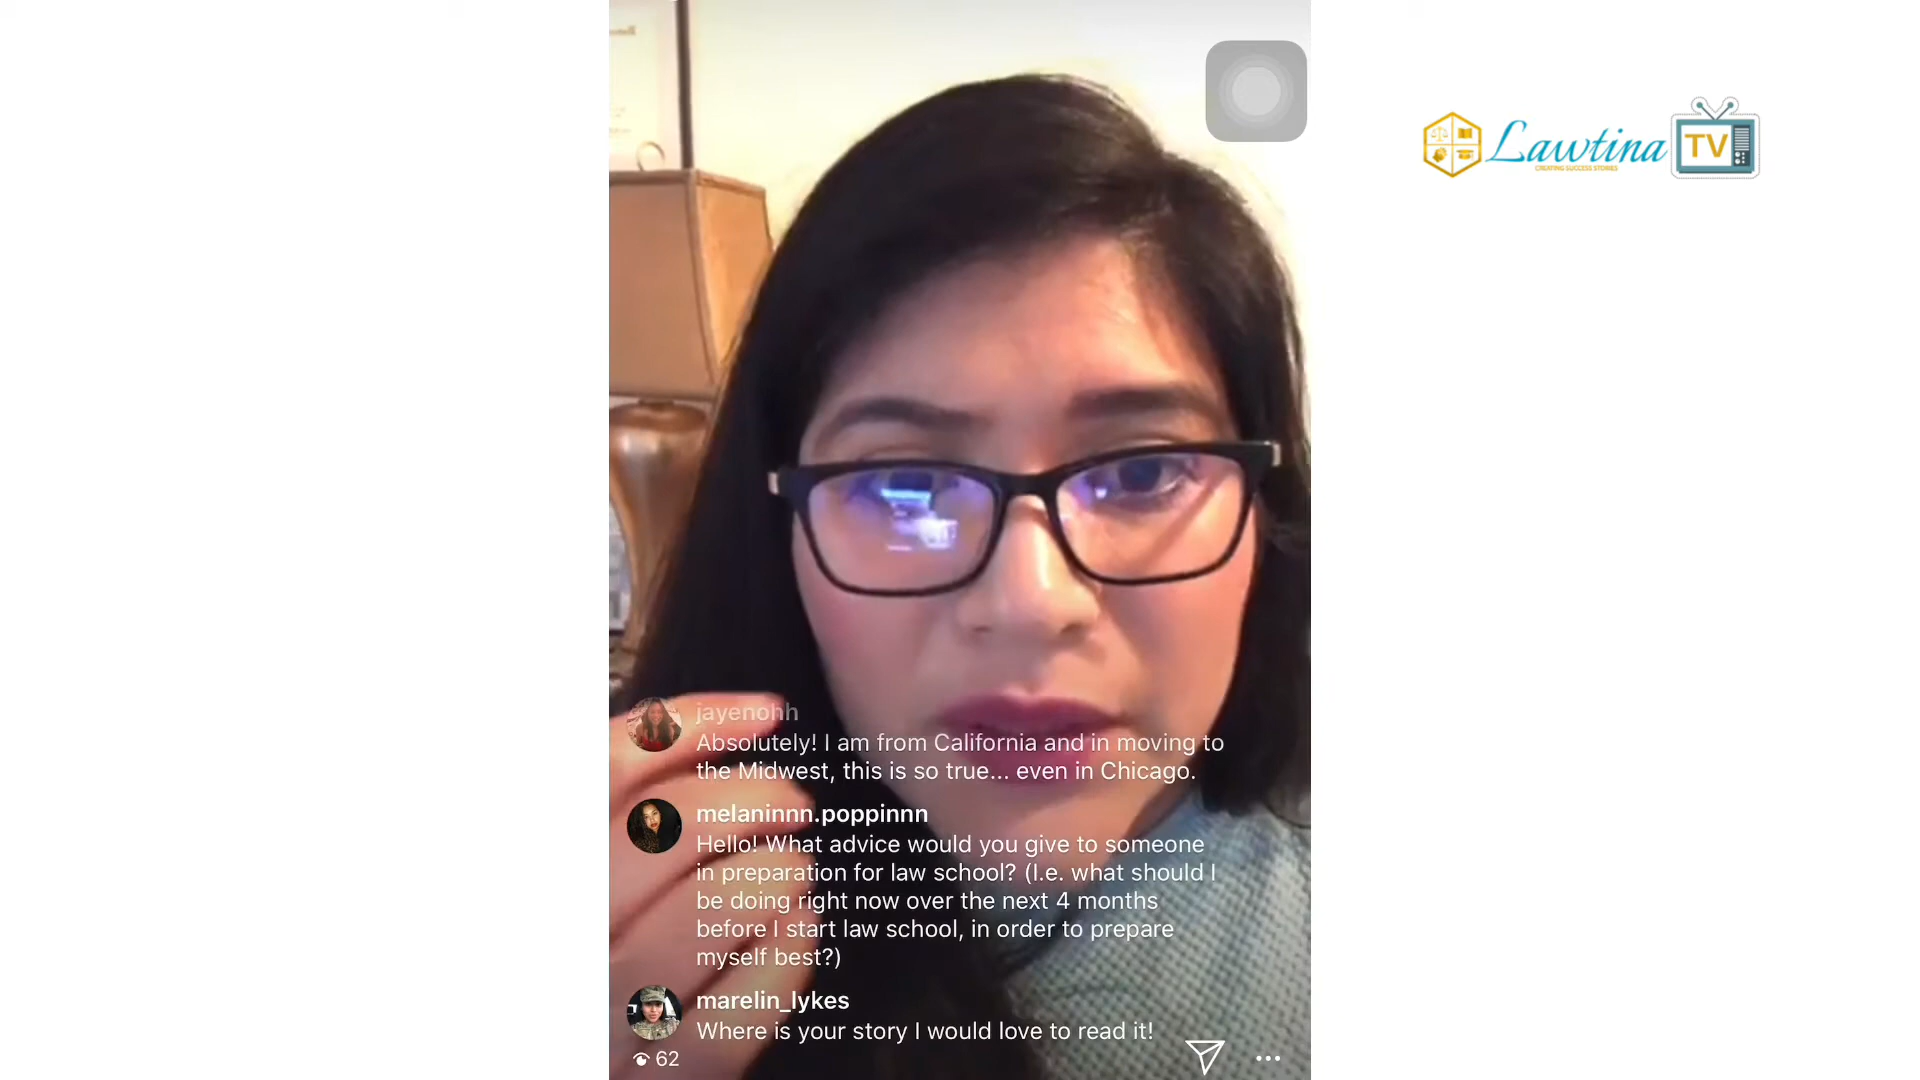 Lawtina TV
CREATING SUCCESS STORIES
jayenohh
Absolutely! I am from California and in moving to
the Midwest, this is so true... even in Chicago.
melaninnn.poppinnn
Hello! What advice would you give to someone
in preparation for law school? (I.e. what should I
be doing right now over the next 4 months
before I start law school, in order to prepare
myself best?)
marelin_lykes
Where is your story I would love to read it!
62